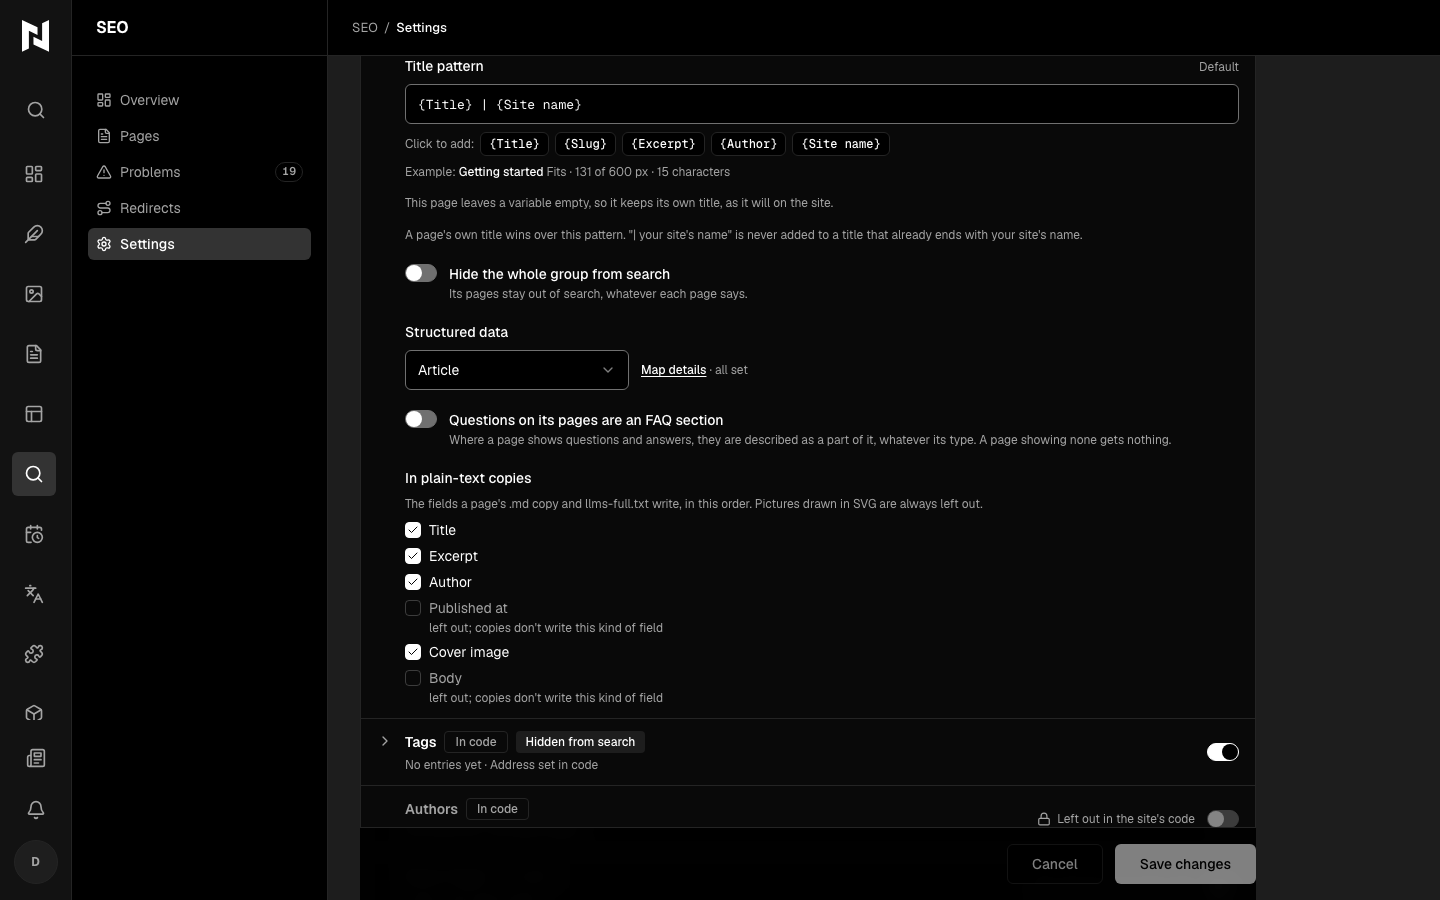 SEO
SEO / Settings
Overview
Pages
Problems 19
Redirects
Settings
Title pattern Default
{Title} | {Site name}
Click to add: {Title} {Slug} {Excerpt} {Author} {Site name}
Example: Getting started Fits · 131 of 600 px · 15 characters
This page leaves a variable empty, so it keeps its own title, as it will on the site.
A page's own title wins over this pattern. "| your site's name" is never added to a title that already ends with your site's name.
Hide the whole group from search
Its pages stay out of search, whatever each page says.
Structured data
Article Map details · all set
Questions on its pages are an FAQ section
Where a page shows questions and answers, they are described as a part of it, whatever its type. A page showing none gets nothing.
In plain-text copies
The fields a page's .md copy and llms-full.txt write, in this order. Pictures drawn in SVG are always left out.
Title
Excerpt
Author
Published at
left out; copies don't write this kind of field
Cover image
Body
left out; copies don't write this kind of field
Tags In code Hidden from search
No entries yet · Address set in code
Authors In code
Left out in the site's code
Cancel Save changes
D